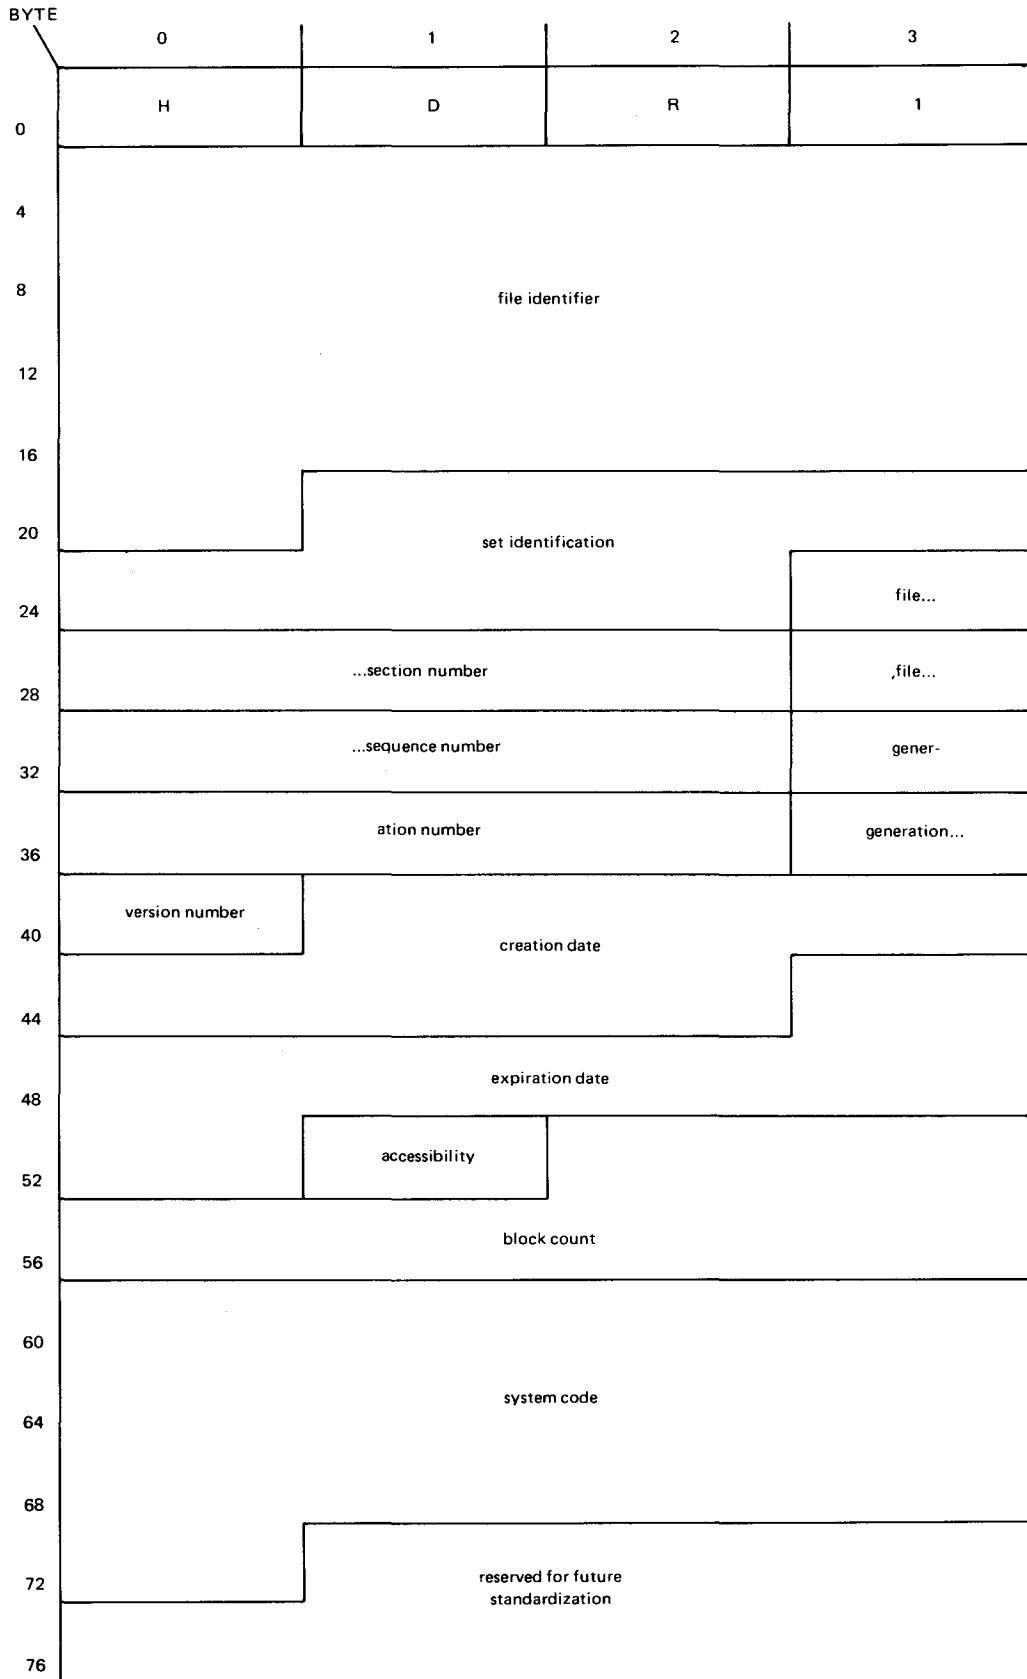 BYTE
0 1 2 3
H D R 1
0
4
8
file identifier
12
16
20
set identification
file...
24
...section number ,file...
28
...sequence number gener-
32
ation number generation...
36
version number
40
creation date
44
expiration date
48
accessibility
52
block count
56
60
system code
64
68
reserved for future
72
standardization
76